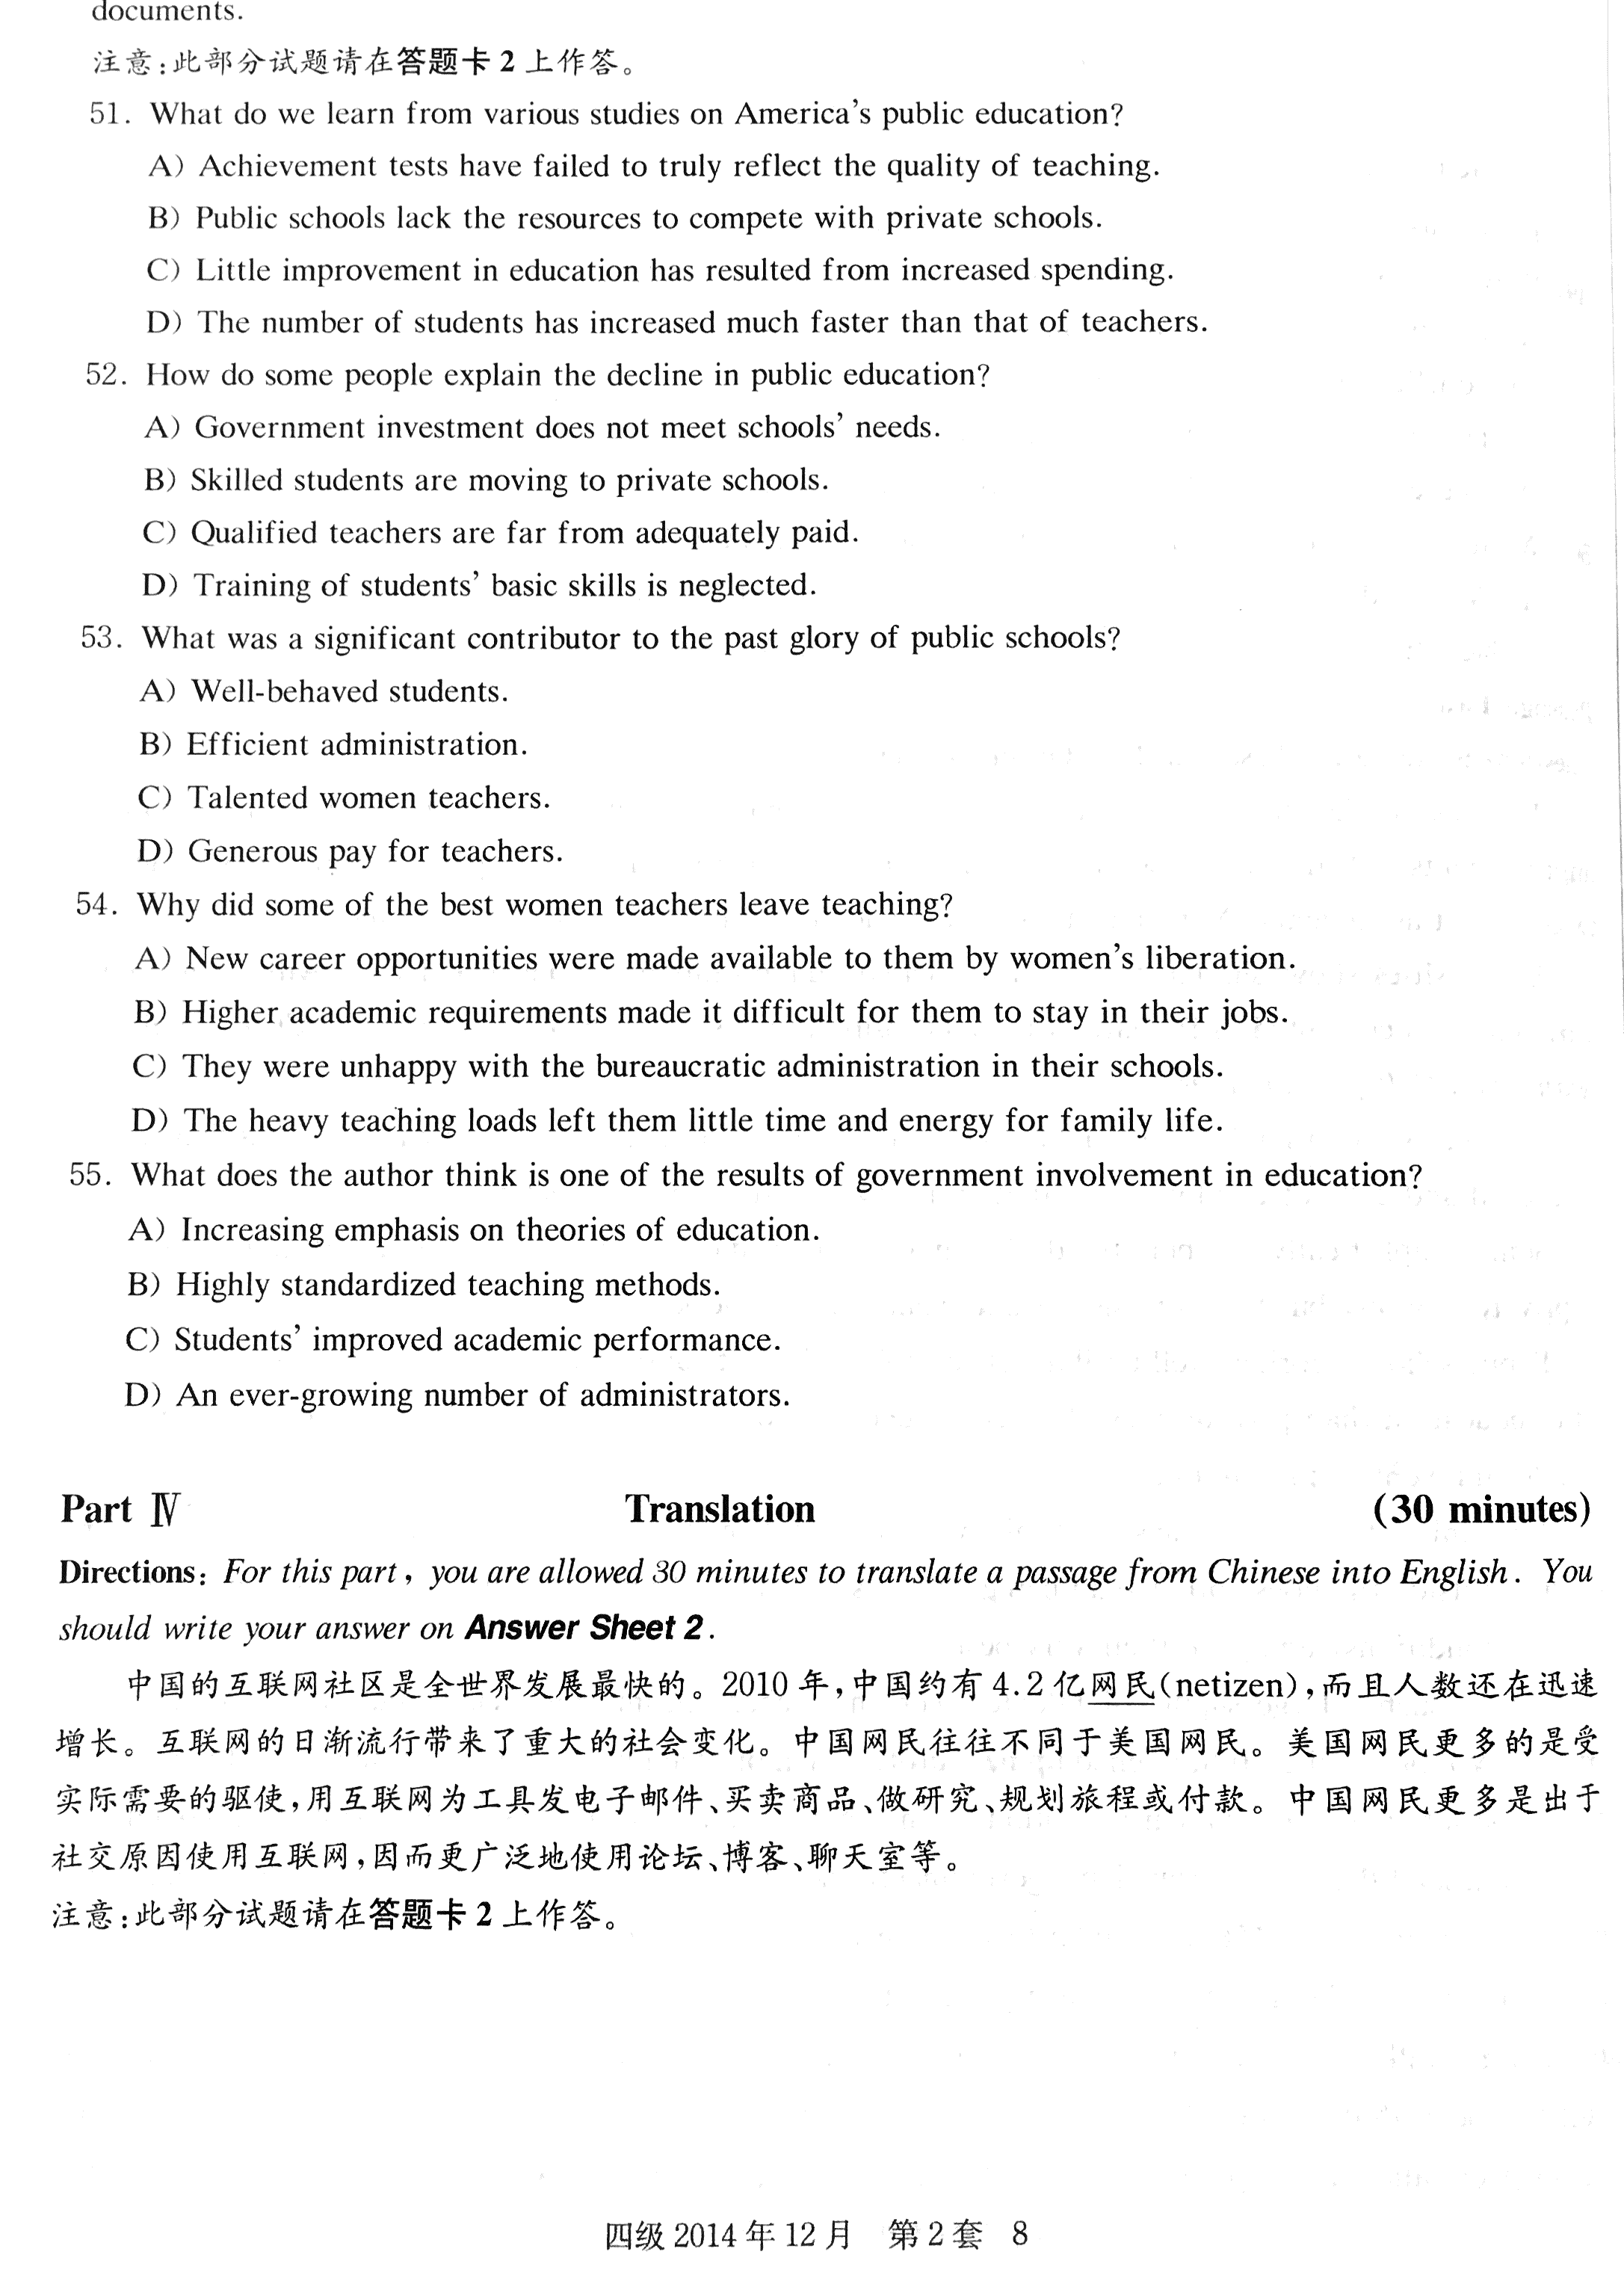 documents.
注意:此部分试题请在答题卡 2 上作答。
51. What do we learn from various studies on America's public education?
A) Achievement tests have failed to truly reflect the quality of teaching.
B) Public schools lack the resources to compete with private schools.
C) Little improvement in education has resulted from increased spending.
D) The number of students has increased much faster than that of teachers.
52. How do some people explain the decline in public education?
A) Government investment does not meet schools' needs.
B) Skilled students are moving to private schools.
C) Qualified teachers are far from adequately paid.
D) Training of students' basic skills is neglected.
53. What was a significant contributor to the past glory of public schools?
A) Well-behaved students.
B) Efficient administration.
C) Talented women teachers.
D) Generous pay for teachers.
54. Why did some of the best women teachers leave teaching?
A) New career opportunities were made available to them by women's liberation.
B) Higher academic requirements made it difficult for them to stay in their jobs.
C) They were unhappy with the bureaucratic administration in their schools.
D) The heavy teaching loads left them little time and energy for family life.
55. What does the author think is one of the results of government involvement in education?
A) Increasing emphasis on theories of education.
B) Highly standardized teaching methods.
C) Students' improved academic performance.
D) An ever-growing number of administrators.
Part Ⅳ Translation (30 minutes)
Directions: For this part, you are allowed 30 minutes to translate a passage from Chinese into English. You
should write your answer on Answer Sheet 2.
中国的互联网社区是全世界发展最快的。2010 年,中国约有 4.2 亿网民(netizen),而且人数还在迅速
增长。互联网的日渐流行带来了重大的社会变化。中国网民往往不同于美国网民。美国网民更多的是受
实际需要的驱使,用互联网为工具发电子邮件、买卖商品、做研究、规划旅程或付款。中国网民更多是出于
社交原因使用互联网,因而更广泛地使用论坛、博客、聊天室等。
注意:此部分试题请在答题卡 2 上作答。
四级 2014 年 12 月 第 2 套 8